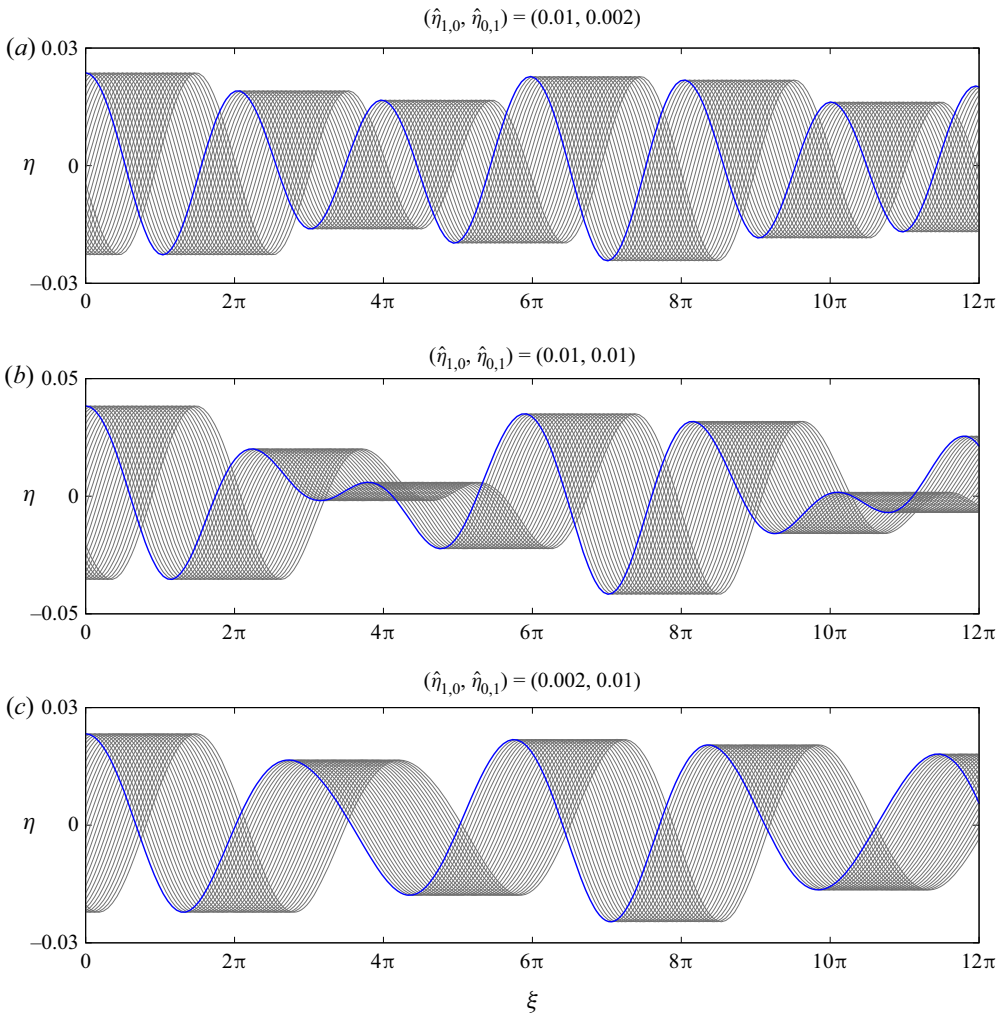 (η̂1,0, η̂0,1) = (0.01, 0.002)
(a)
0.03
η
0
–0.03
0 2π 4π 6π 8π 10π 12π
(η̂1,0, η̂0,1) = (0.01, 0.01)
(b)
0.05
η
0
–0.05
0 2π 4π 6π 8π 10π 12π
(η̂1,0, η̂0,1) = (0.002, 0.01)
(c)
0.03
η
0
–0.03
0 2π 4π 6π 8π 10π 12π
ξ